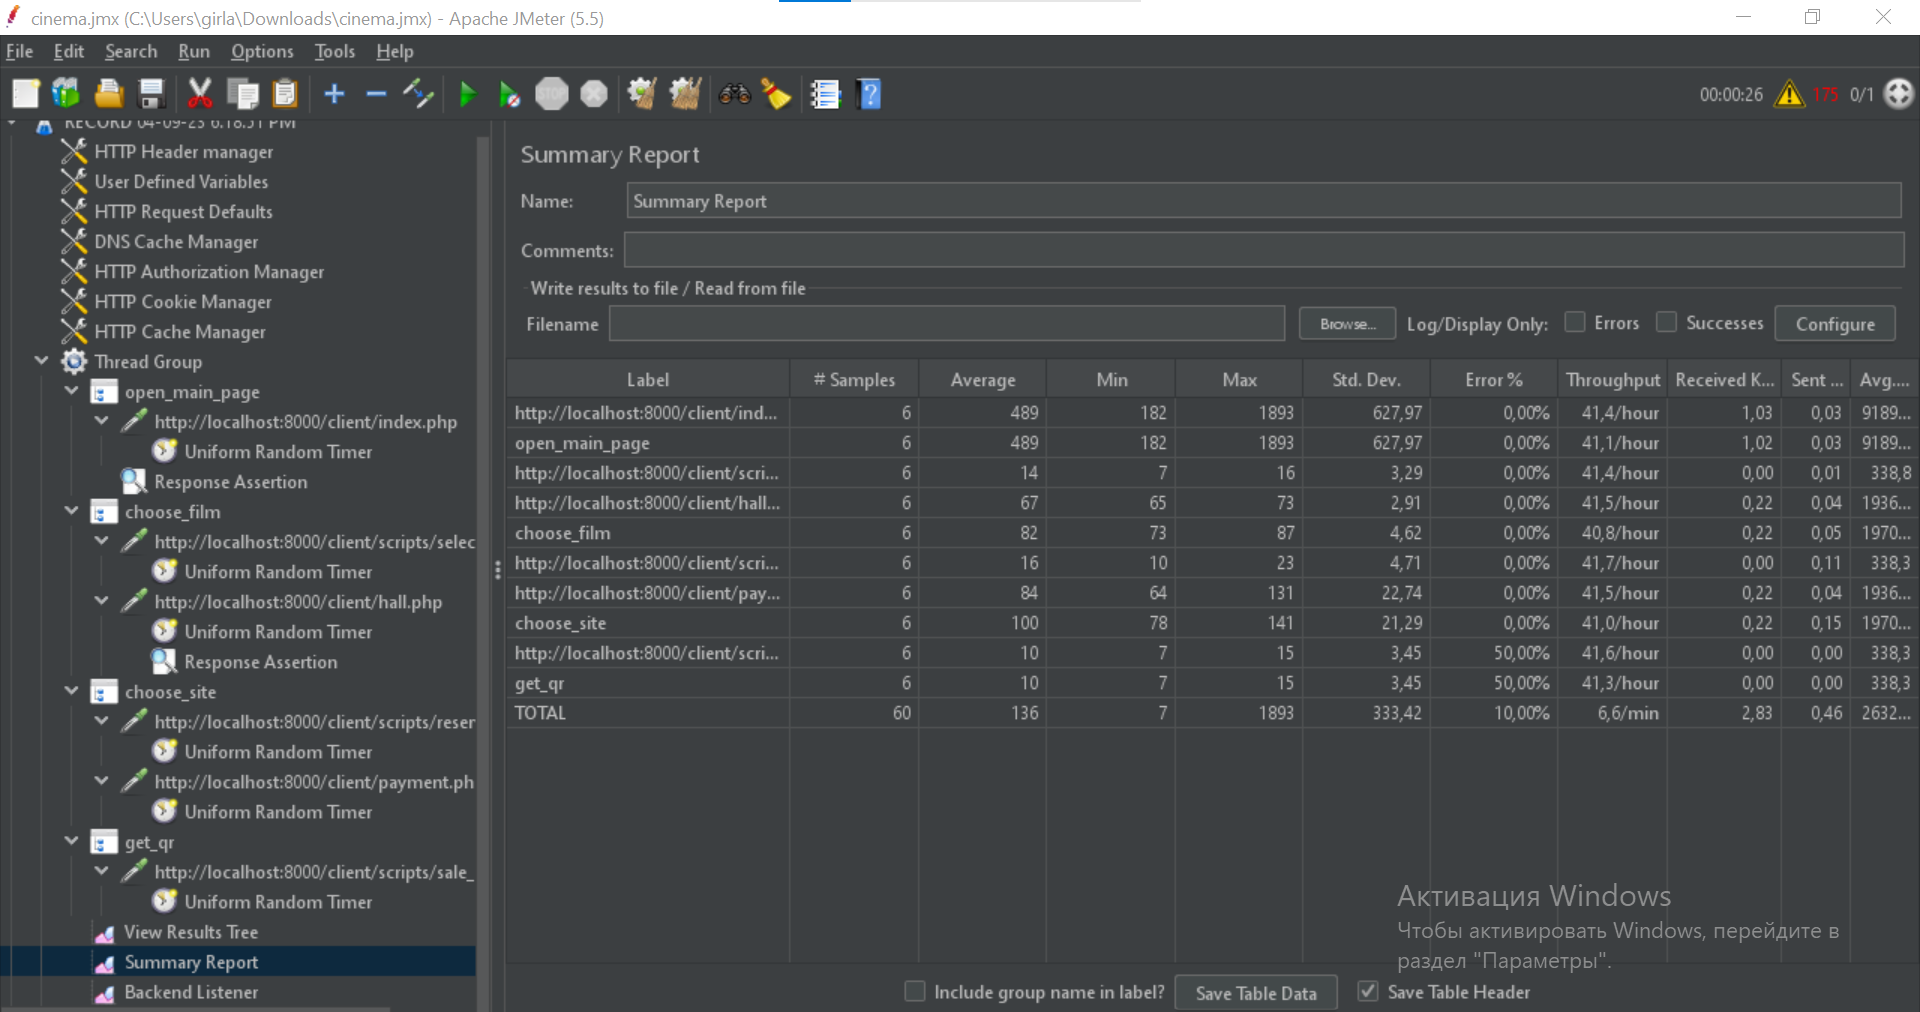 cinema.jmx (C:\Users\girla\Downloads\cinema.jmx) - Apache JMeter (5.5)
File Edit Search Run Options Tools Help
00:00:26 175 0/1
RECORD 04-09-23 6.18.51 PM
HTTP Header manager
User Defined Variables
HTTP Request Defaults
DNS Cache Manager
HTTP Authorization Manager
HTTP Cookie Manager
HTTP Cache Manager
Thread Group
open_main_page
http://localhost:8000/client/index.php
Uniform Random Timer
Response Assertion
choose_film
http://localhost:8000/client/scripts/selec
Uniform Random Timer
http://localhost:8000/client/hall.php
Uniform Random Timer
Response Assertion
choose_site
http://localhost:8000/client/scripts/reser
Uniform Random Timer
http://localhost:8000/client/payment.ph
Uniform Random Timer
get_qr
http://localhost:8000/client/scripts/sale_
Uniform Random Timer
View Results Tree
Summary Report
Backend Listener
Summary Report
Name: Summary Report
Comments:
Write results to file / Read from file
Filename Browse... Log/Display Only: Errors Successes Configure
Label # Samples Average Min Max Std. Dev. Error % Throughput Received K... Sent ... Avg....
http://localhost:8000/client/ind... 6 489 182 1893 627,97 0,00% 41,4/hour 1,03 0,03 9189...
open_main_page 6 489 182 1893 627,97 0,00% 41,1/hour 1,02 0,03 9189...
http://localhost:8000/client/scri... 6 14 7 16 3,29 0,00% 41,4/hour 0,00 0,01 338,8
http://localhost:8000/client/hall... 6 67 65 73 2,91 0,00% 41,5/hour 0,22 0,04 1936...
choose_film 6 82 73 87 4,62 0,00% 40,8/hour 0,22 0,05 1970...
http://localhost:8000/client/scri... 6 16 10 23 4,71 0,00% 41,7/hour 0,00 0,11 338,3
http://localhost:8000/client/pay... 6 84 64 131 22,74 0,00% 41,5/hour 0,22 0,04 1936...
choose_site 6 100 78 141 21,29 0,00% 41,0/hour 0,22 0,15 1970...
http://localhost:8000/client/scri... 6 10 7 15 3,45 50,00% 41,6/hour 0,00 0,00 338,3
get_qr 6 10 7 15 3,45 50,00% 41,3/hour 0,00 0,00 338,3
TOTAL 60 136 7 1893 333,42 10,00% 6,6/min 2,83 0,46 2632...
Активация Windows
Чтобы активировать Windows, перейдите в
раздел "Параметры".
Include group name in label? Save Table Data Save Table Header